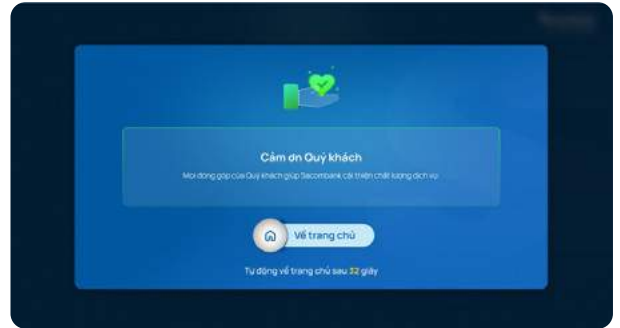 Cảm ơn Quý khách
Mọi đóng góp của Quý khách giúp Sacombank cải thiện chất lượng dịch vụ
Về trang chủ
Tự động về trang chủ sau 32 giây